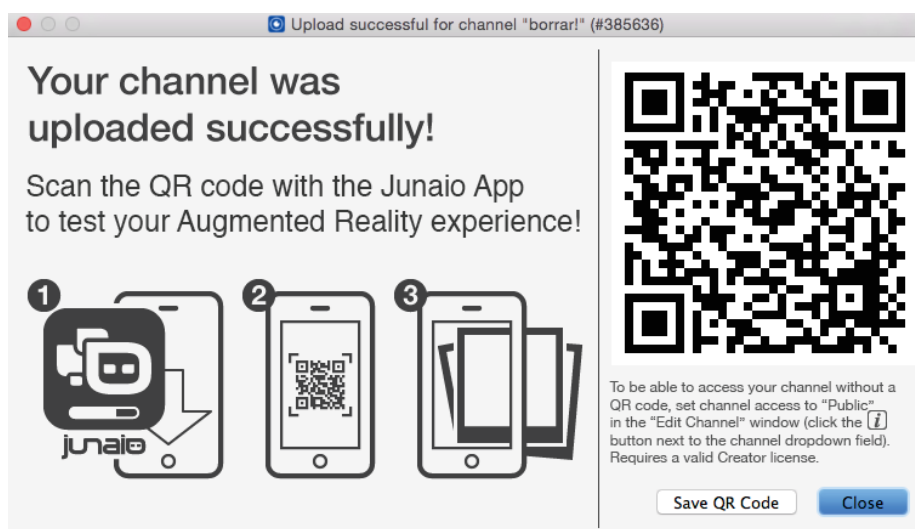 Upload successful for channel "borrar!" (#385636)
Your channel was
uploaded successfully!
Scan the QR code with the Junaio App
to test your Augmented Reality experience!
1
2
3
junaio
To be able to access your channel without a
QR code, set channel access to “Public”
in the “Edit Channel” window (click the i
button next to the channel dropdown field).
Requires a valid Creator license.
Save QR Code
Close